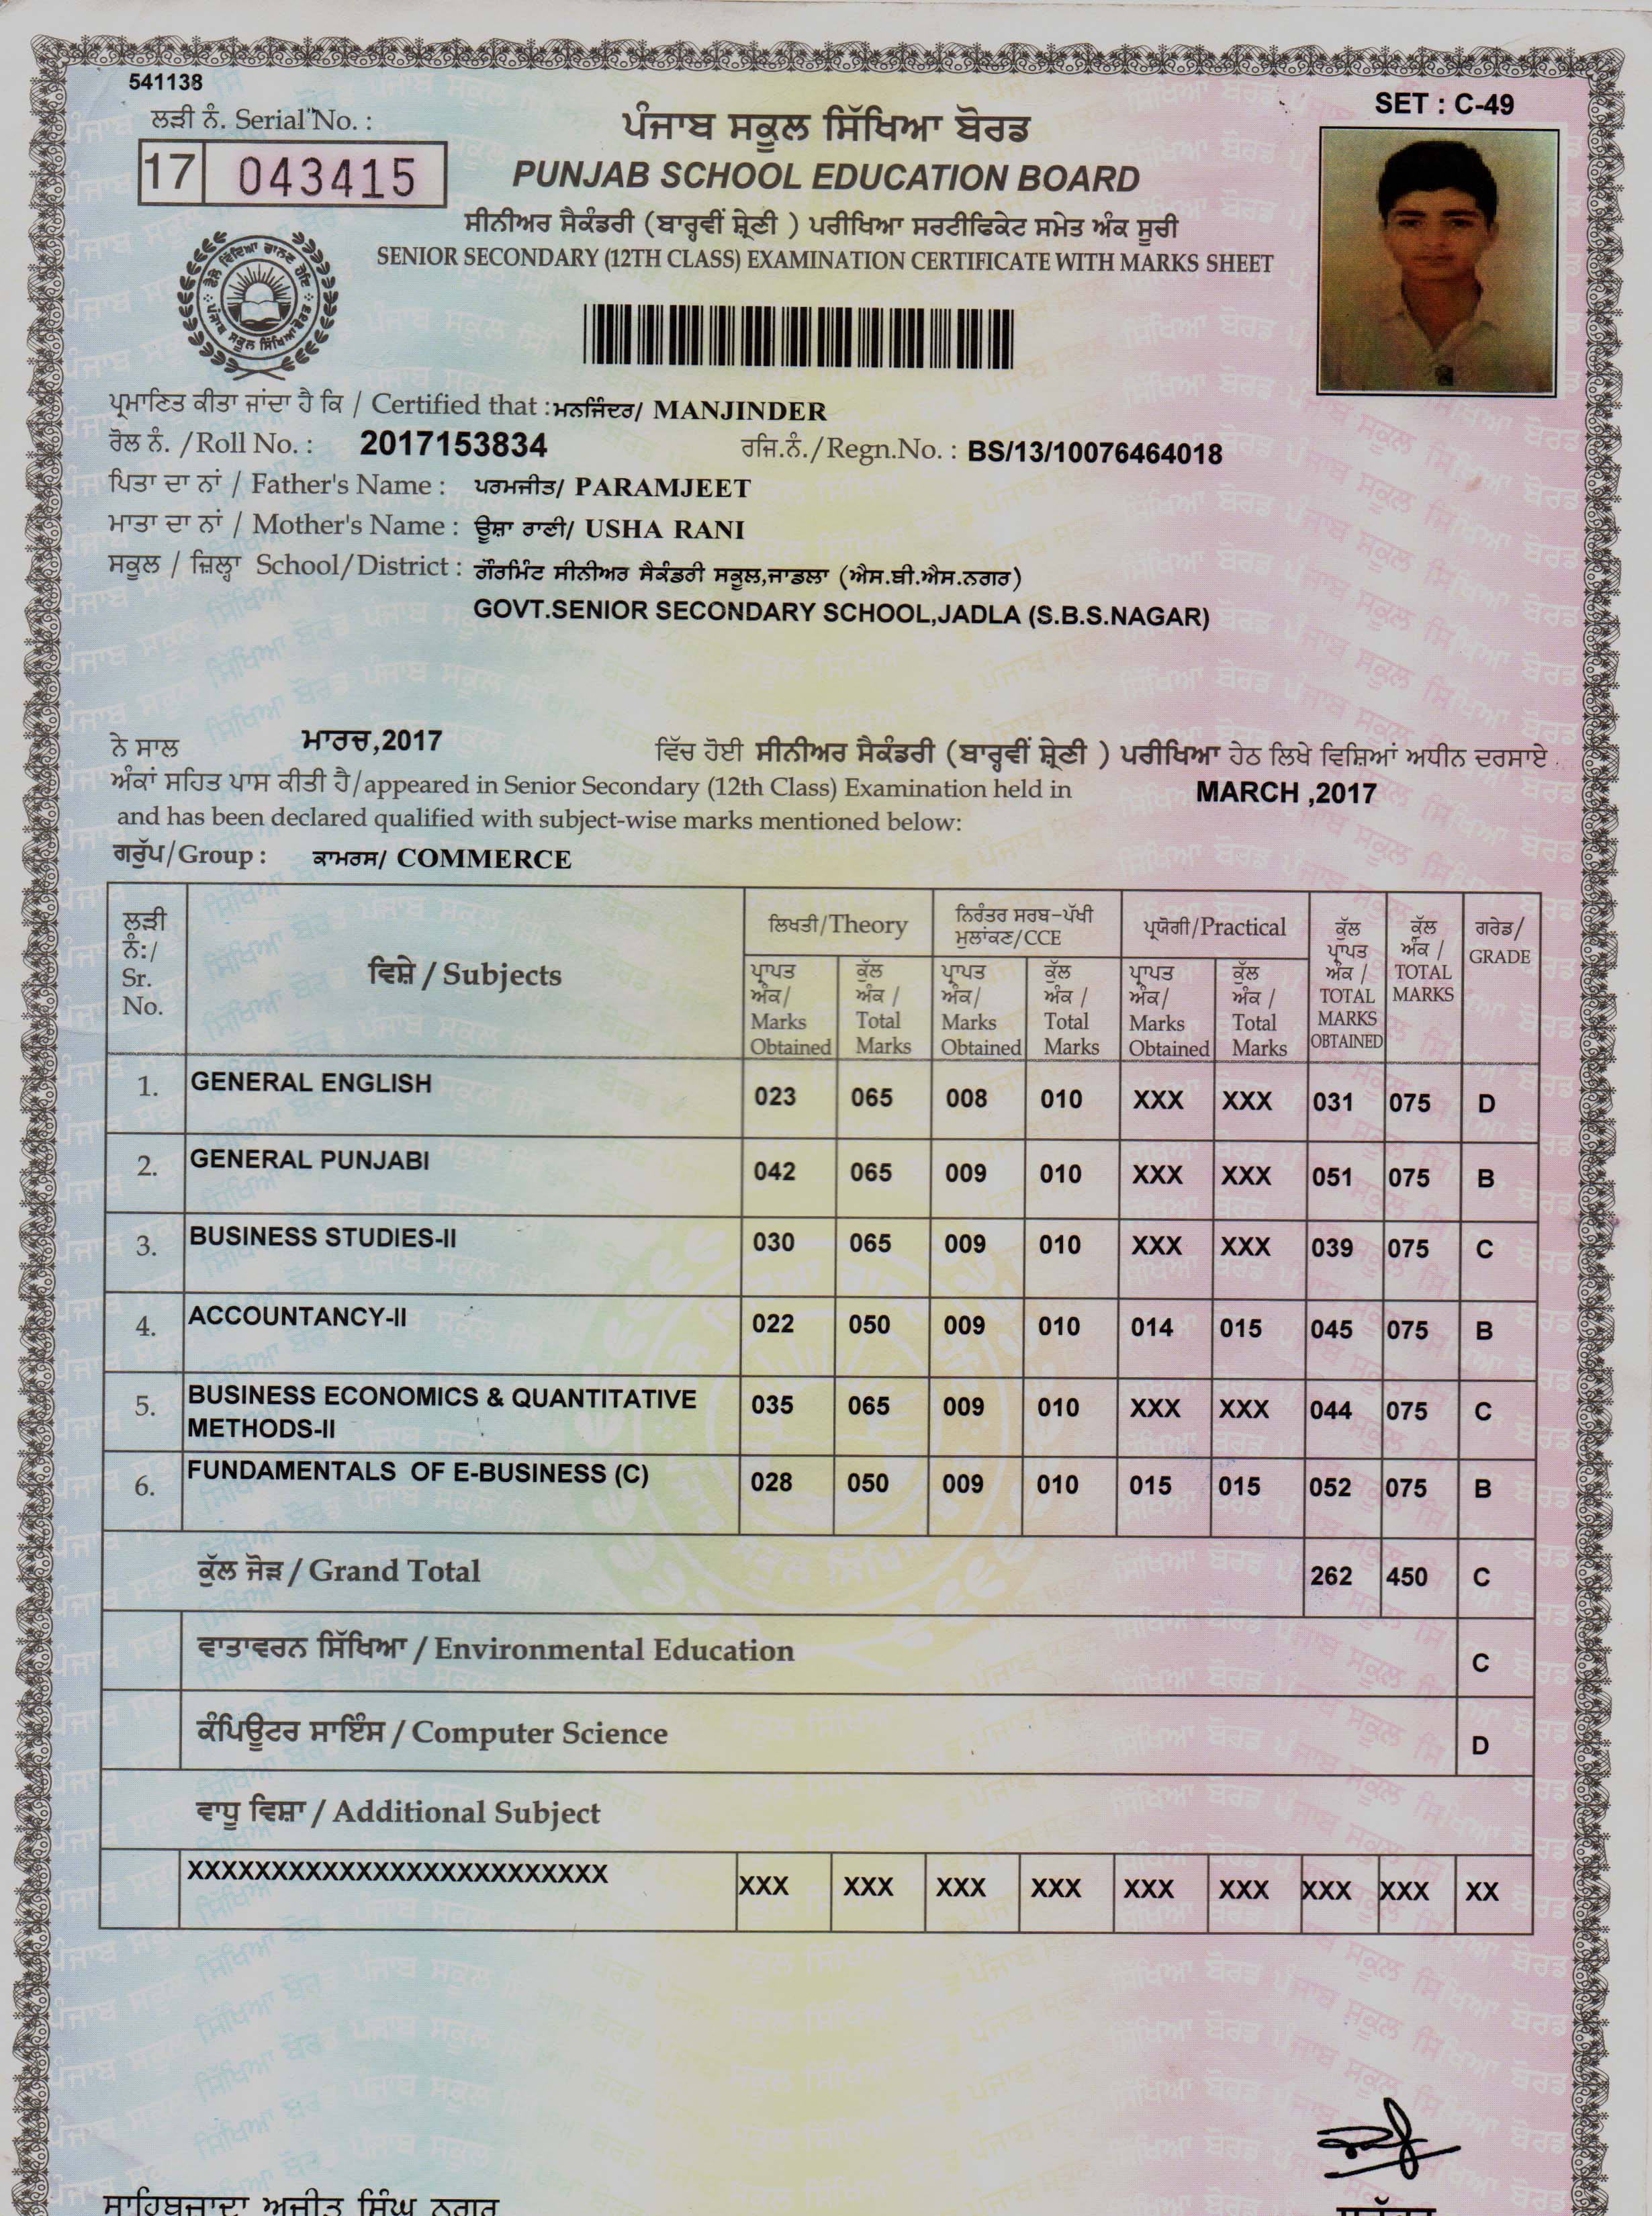 541138
ਲੜੀ ਨੰ. Serial No. :
17 043415
SET : C-49
ਪੰਜਾਬ ਸਕੂਲ ਸਿੱਖਿਆ ਬੋਰਡ
PUNJAB SCHOOL EDUCATION BOARD
ਸੀਨੀਅਰ ਸੈਕੰਡਰੀ (ਬਾਰ੍ਹਵੀਂ ਸ਼੍ਰੇਣੀ ) ਪਰੀਖਿਆ ਸਰਟੀਫਿਕੇਟ ਸਮੇਤ ਅੰਕ ਸੂਚੀ
SENIOR SECONDARY (12TH CLASS) EXAMINATION CERTIFICATE WITH MARKS SHEET
ਪ੍ਰਮਾਣਿਤ ਕੀਤਾ ਜਾਂਦਾ ਹੈ ਕਿ / Certified that : ਮਨਜਿੰਦਰ/ MANJINDER
ਰੋਲ ਨੰ. /Roll No. : 2017153834 ਰਜਿ.ਨੰ./Regn.No. : BS/13/10076464018
ਪਿਤਾ ਦਾ ਨਾਂ / Father's Name : ਪਰਮਜੀਤ/ PARAMJEET
ਮਾਤਾ ਦਾ ਨਾਂ / Mother's Name : ਊਸ਼ਾ ਰਾਣੀ/ USHA RANI
ਸਕੂਲ / ਜ਼ਿਲ੍ਹਾ School/District : ਗੌਰਮਿੰਟ ਸੀਨੀਅਰ ਸੈਕੰਡਰੀ ਸਕੂਲ,ਜਾਡਲਾ (ਐਸ.ਬੀ.ਐਸ.ਨਗਰ)
GOVT.SENIOR SECONDARY SCHOOL,JADLA (S.B.S.NAGAR)
ਨੇ ਸਾਲ ਮਾਰਚ,2017 ਵਿੱਚ ਹੋਈ ਸੀਨੀਅਰ ਸੈਕੰਡਰੀ (ਬਾਰ੍ਹਵੀਂ ਸ਼੍ਰੇਣੀ ) ਪਰੀਖਿਆ ਹੇਠ ਲਿਖੇ ਵਿਸ਼ਿਆਂ ਅਧੀਨ ਦਰਸਾਏ
ਅੰਕਾਂ ਸਹਿਤ ਪਾਸ ਕੀਤੀ ਹੈ/appeared in Senior Secondary (12th Class) Examination held in MARCH ,2017
and has been declared qualified with subject-wise marks mentioned below:
ਗਰੁੱਪ/Group : ਕਾਮਰਸ/ COMMERCE
ਲੜੀ ਨੰ:/ Sr. No.
ਵਿਸ਼ੇ / Subjects
ਲਿਖਤੀ/Theory
ਨਿਰੰਤਰ ਸਰਬ-ਪੱਖੀ ਮੁਲਾਂਕਣ/CCE
ਪ੍ਰਯੋਗੀ/Practical
ਪ੍ਰਾਪਤ ਅੰਕ/ Marks Obtained
ਕੁੱਲ ਅੰਕ / Total Marks
ਪ੍ਰਾਪਤ ਅੰਕ/ Marks Obtained
ਕੁੱਲ ਅੰਕ / Total Marks
ਪ੍ਰਾਪਤ ਅੰਕ/ Marks Obtained
ਕੁੱਲ ਅੰਕ / Total Marks
ਕੁੱਲ ਪ੍ਰਾਪਤ ਅੰਕ / TOTAL MARKS OBTAINED
ਕੁੱਲ ਅੰਕ / TOTAL MARKS
ਗਰੇਡ/ GRADE
1. GENERAL ENGLISH 023 065 008 010 XXX XXX 031 075 D
2. GENERAL PUNJABI 042 065 009 010 XXX XXX 051 075 B
3. BUSINESS STUDIES-II 030 065 009 010 XXX XXX 039 075 C
4. ACCOUNTANCY-II 022 050 009 010 014 015 045 075 B
5. BUSINESS ECONOMICS & QUANTITATIVE 035 065 009 010 XXX XXX 044 075 C
METHODS-II
6. FUNDAMENTALS OF E-BUSINESS (C) 028 050 009 010 015 015 052 075 B
ਕੁੱਲ ਜੋੜ / Grand Total 262 450 C
ਵਾਤਾਵਰਨ ਸਿੱਖਿਆ / Environmental Education C
ਕੰਪਿਊਟਰ ਸਾਇੰਸ / Computer Science D
ਵਾਧੂ ਵਿਸ਼ਾ / Additional Subject
XXXXXXXXXXXXXXXXXXXXXXXXX XXX XXX XXX XXX XXX XXX XXX XXX XX
ਸਾਹਿਬਜ਼ਾਦਾ ਅਜੀਤ ਸਿੰਘ ਨਗਰ